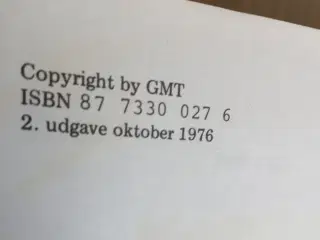 Copyright by GMT
ISBN 87 7330 027 6
2. udgave oktober 1976